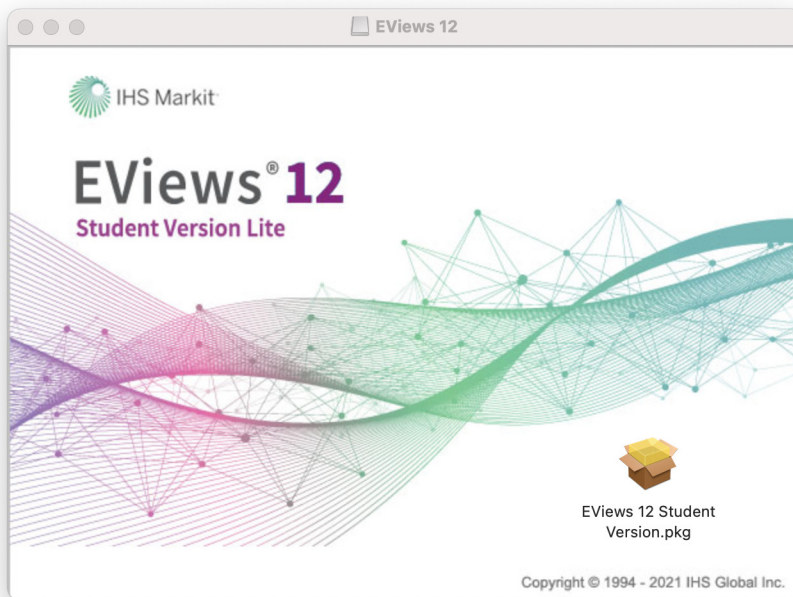 EViews 12
IHS Markit
EViews® 12
Student Version Lite
EViews 12 Student
Version.pkg
Copyright © 1994 - 2021 IHS Global Inc.